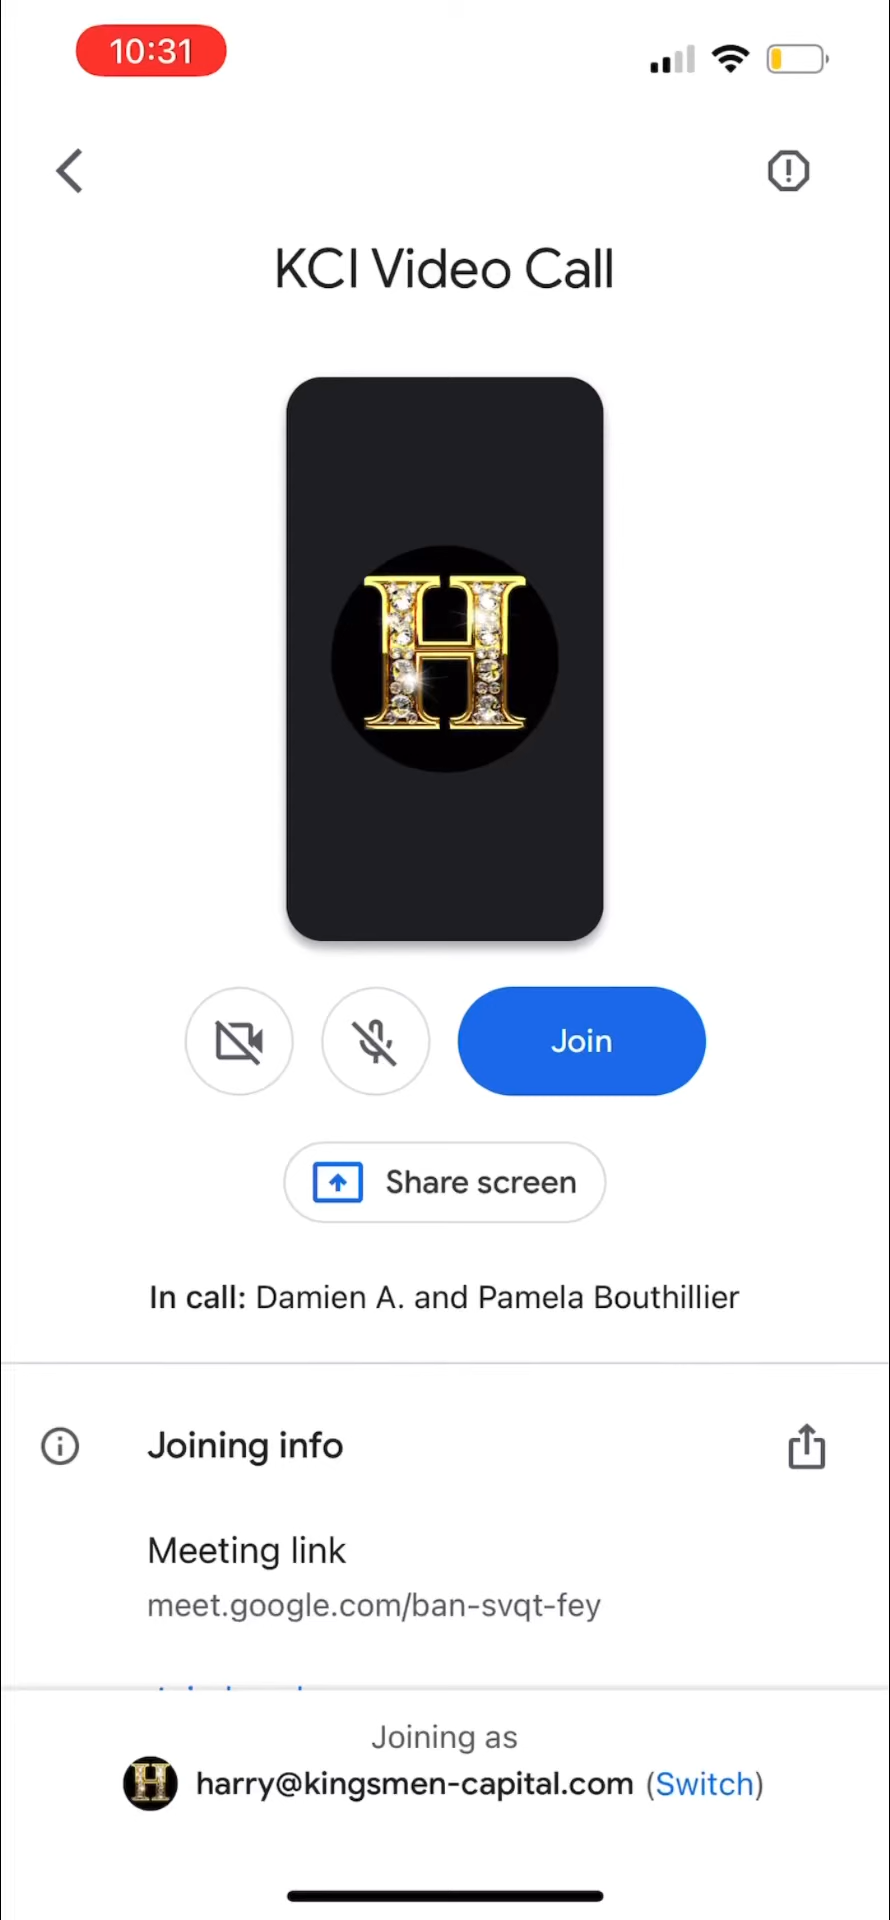 10:31
KCI Video Call
H
Join
Share screen
In call: Damien A. and Pamela Bouthillier
Joining info
Meeting link
meet.google.com/ban-svqt-fey
Joining as
H harry@kingsmen-capital.com (Switch)